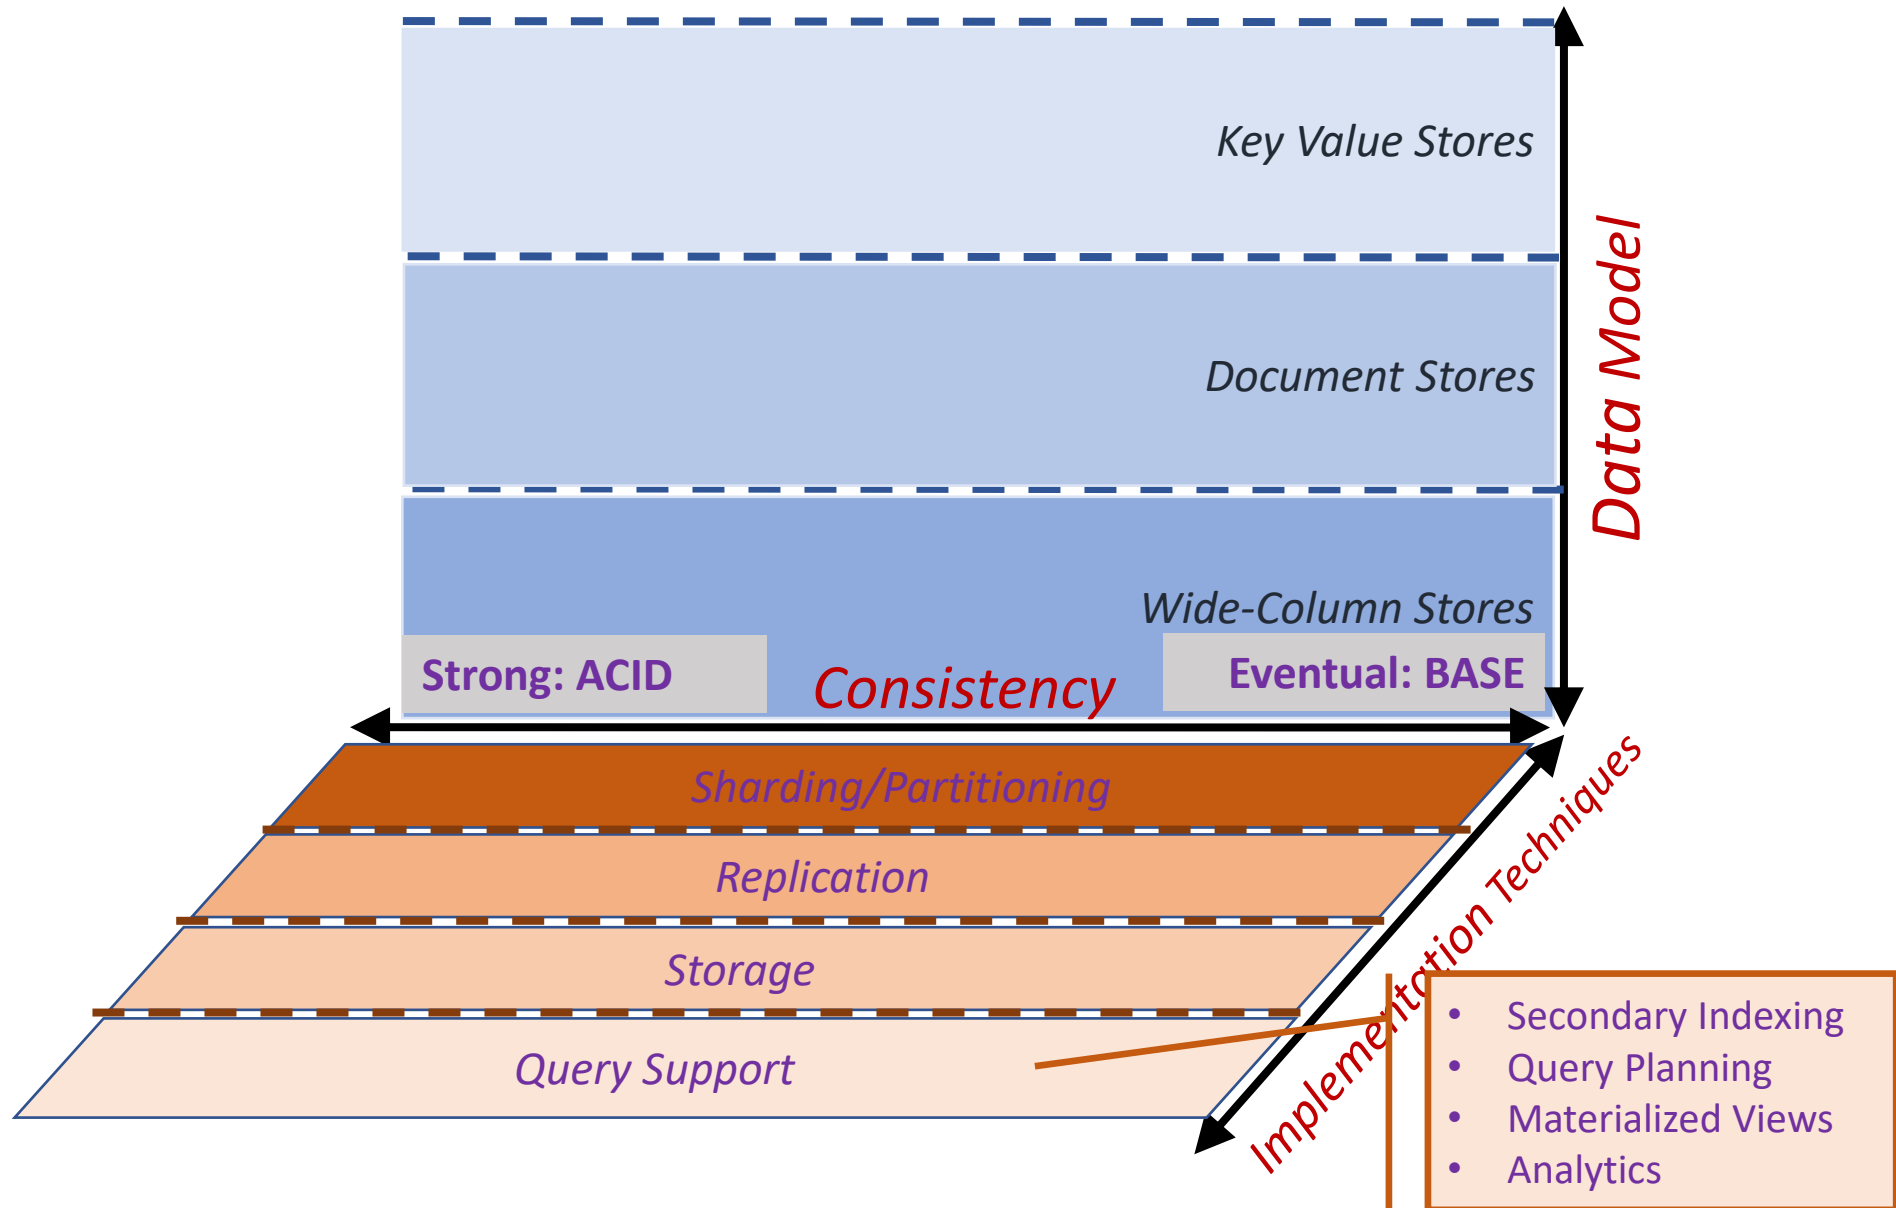 Key Value Stores
Document Stores
Data Model
Wide-Column Stores
Strong: ACID
Consistency
Eventual: BASE
Sharding/Partitioning
Replication
Storage
Query Support
Implementation Techniques
• Secondary Indexing
• Query Planning
• Materialized Views
• Analytics